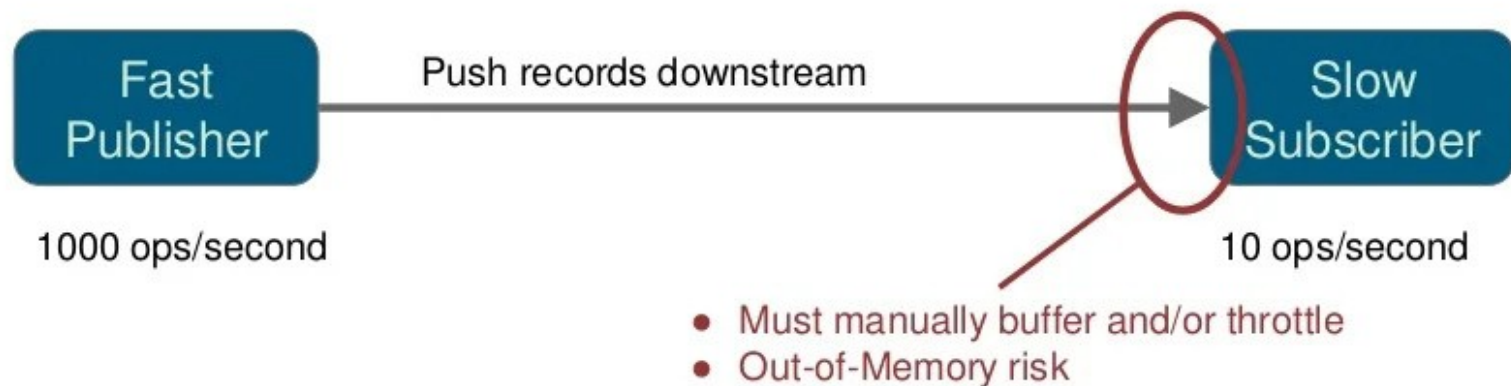 Fast
Publisher
Push records downstream
Slow
Subscriber
1000 ops/second
10 ops/second
● Must manually buffer and/or throttle
● Out-of-Memory risk